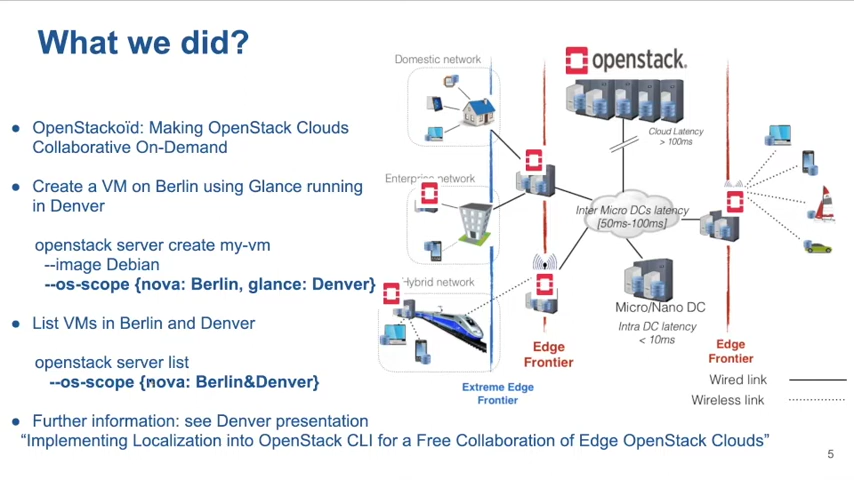 What we did?
● OpenStackoïd: Making OpenStack Clouds
Collaborative On-Demand
● Create a VM on Berlin using Glance running
in Denver
openstack server create my-vm
--image Debian
--os-scope {nova: Berlin, glance: Denver}
● List VMs in Berlin and Denver
openstack server list
--os-scope {nova: Berlin&Denver}
● Further information: see Denver presentation
“Implementing Localization into OpenStack CLI for a Free Collaboration of Edge OpenStack Clouds”
Domestic network
openstack.
Cloud Latency
> 100ms
Enterprise network
Inter Micro DCs latency
[50ms-100ms]
Hybrid network
Micro/Nano DC
Intra DC latency
< 10ms
Edge
Frontier
Edge
Frontier
Extreme Edge
Frontier
Wired link
Wireless link
5